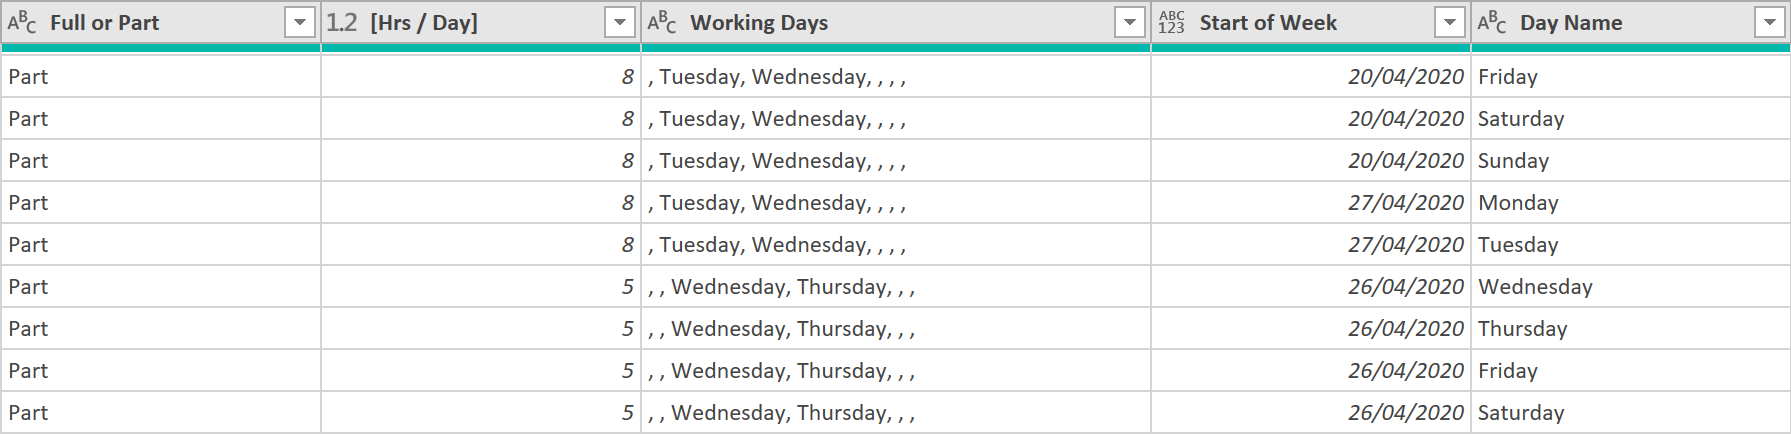 ABC Full or Part 1.2 [Hrs / Day] ABC Working Days ABC 123 Start of Week ABC Day Name
Part 8 , Tuesday, Wednesday, , , , 20/04/2020 Friday
Part 8 , Tuesday, Wednesday, , , , 20/04/2020 Saturday
Part 8 , Tuesday, Wednesday, , , , 20/04/2020 Sunday
Part 8 , Tuesday, Wednesday, , , , 27/04/2020 Monday
Part 8 , Tuesday, Wednesday, , , , 27/04/2020 Tuesday
Part 5 , , Wednesday, Thursday, , , 26/04/2020 Wednesday
Part 5 , , Wednesday, Thursday, , , 26/04/2020 Thursday
Part 5 , , Wednesday, Thursday, , , 26/04/2020 Friday
Part 5 , , Wednesday, Thursday, , , 26/04/2020 Saturday